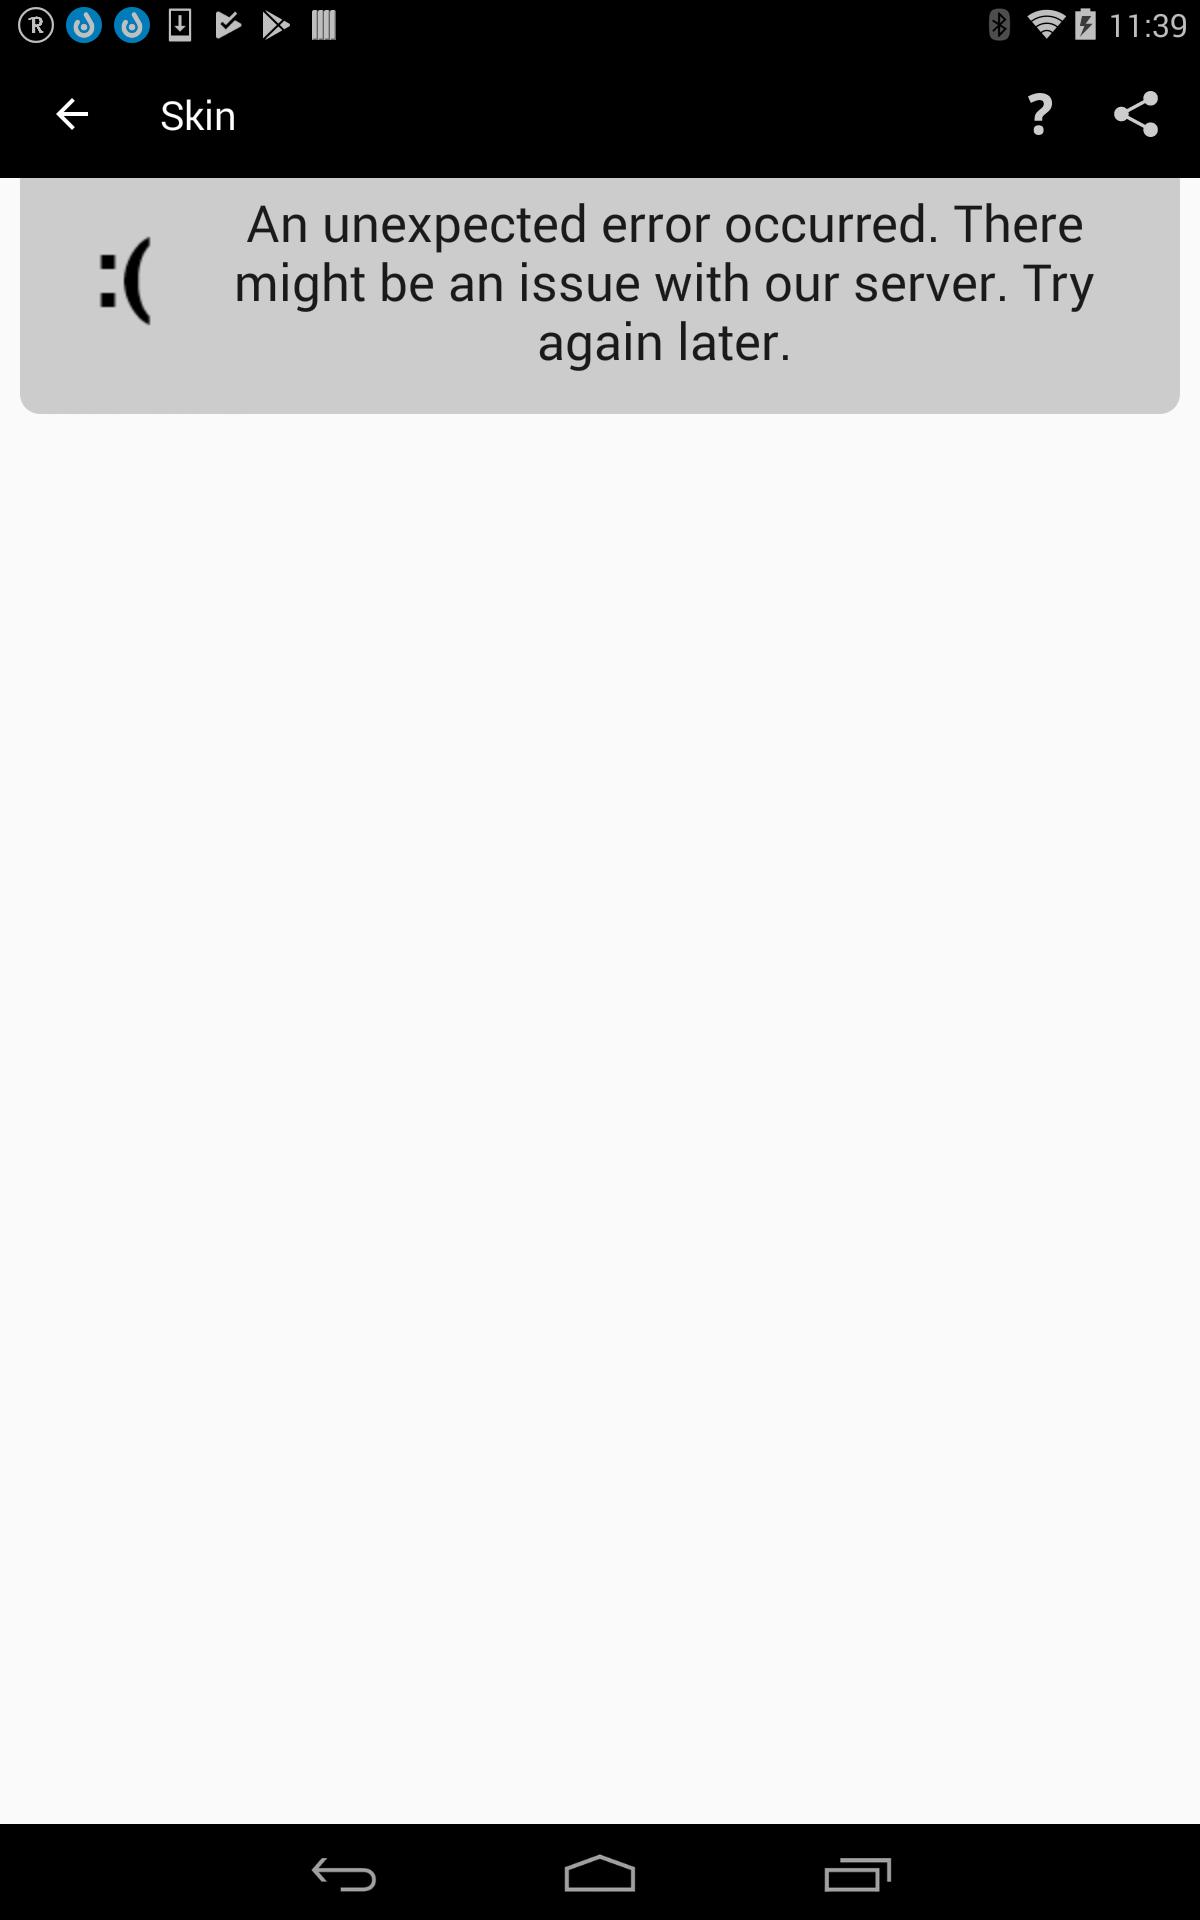 11:39
Skin
?
:(
An unexpected error occurred. There
might be an issue with our server. Try
again later.